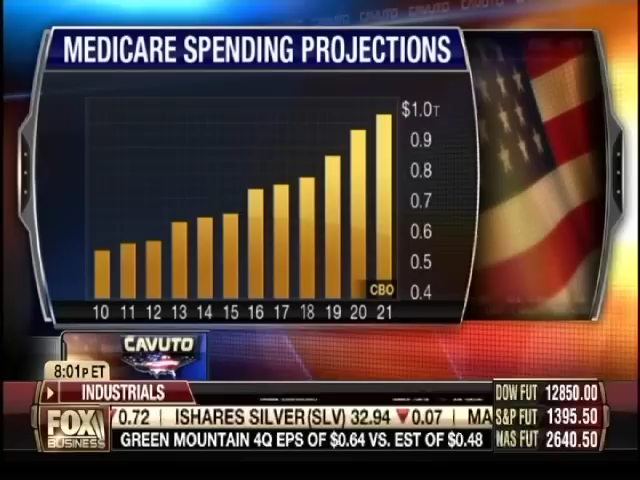 MEDICARE SPENDING PROJECTIONS
$1.0T
0.9
0.8
0.7
0.6
0.5
0.4
CBO
10 11 12 13 14 15 16 17 18 19 20 21
CAVUTO
8:01P ET
INDUSTRIALS
FOX
BUSINESS
0.72 | ISHARES SILVER (SLV) 32.94 ▼0.07 | MA
GREEN MOUNTAIN 4Q EPS OF $0.64 VS. EST OF $0.48
DOW FUT 12850.00
S&P FUT 1395.50
NAS FUT 2640.50